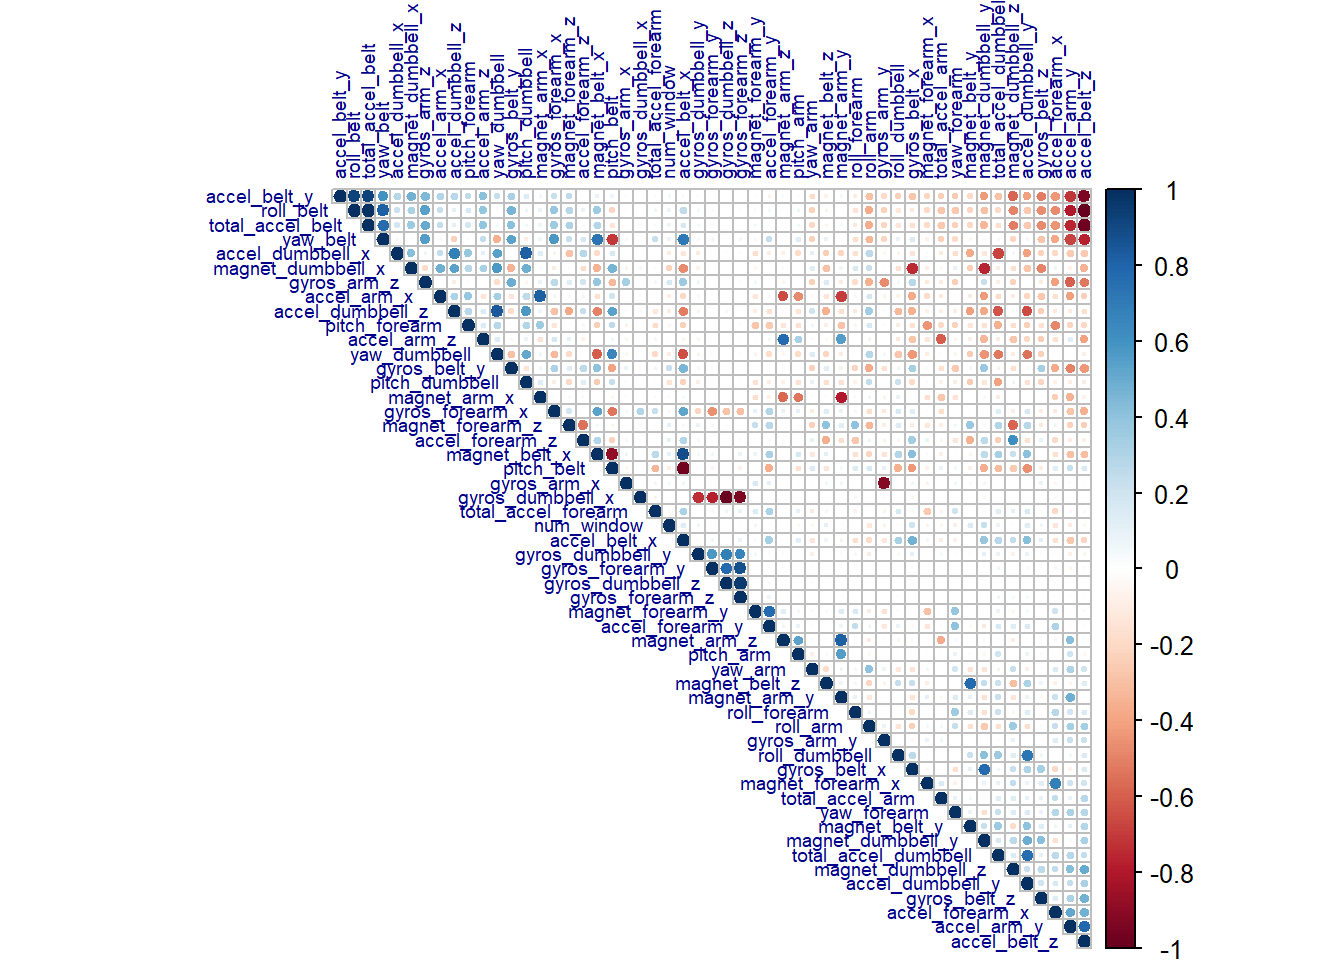 accel_belt_y
roll_belt
total_accel_belt
yaw_belt
accel_dumbbell_x
magnet_dumbbell_x
gyros_arm_z
accel_arm_x
accel_dumbbell_z
pitch_forearm
accel_arm_z
yaw_dumbbell
gyros_belt_y
pitch_dumbbell
magnet_arm_x
gyros_forearm_x
magnet_forearm_z
accel_forearm_z
magnet_belt_x
pitch_belt
gyros_arm_x
gyros_dumbbell_x
total_accel_forearm
num_window
accel_belt_x
gyros_dumbbell_y
gyros_forearm_y
gyros_dumbbell_z
gyros_forearm_z
magnet_forearm_y
accel_forearm_y
magnet_arm_z
pitch_arm
yaw_arm
magnet_belt_z
magnet_arm_y
roll_forearm
roll_arm
gyros_arm_y
roll_dumbbell
gyros_belt_x
magnet_forearm_x
total_accel_arm
yaw_forearm
magnet_belt_y
magnet_dumbbell_y
total_accel_dumbbell
magnet_dumbbell_z
accel_dumbbell_y
gyros_belt_z
accel_forearm_x
accel_arm_y
accel_belt_z
accel_belt_y
roll_belt
total_accel_belt
yaw_belt
accel_dumbbell_x
magnet_dumbbell_x
gyros_arm_z
accel_arm_x
accel_dumbbell_z
pitch_forearm
accel_arm_z
yaw_dumbbell
gyros_belt_y
pitch_dumbbell
magnet_arm_x
gyros_forearm_x
magnet_forearm_z
accel_forearm_z
magnet_belt_x
pitch_belt
gyros_arm_x
gyros_dumbbell_x
total_accel_forearm
num_window
accel_belt_x
gyros_dumbbell_y
gyros_forearm_y
gyros_dumbbell_z
gyros_forearm_z
magnet_forearm_y
accel_forearm_y
magnet_arm_z
pitch_arm
yaw_arm
magnet_belt_z
magnet_arm_y
roll_forearm
roll_arm
gyros_arm_y
roll_dumbbell
gyros_belt_x
magnet_forearm_x
total_accel_arm
yaw_forearm
magnet_belt_y
magnet_dumbbell_y
total_accel_dumbbell
magnet_dumbbell_z
accel_dumbbell_y
gyros_belt_z
accel_forearm_x
accel_arm_y
accel_belt_z
1
0.8
0.6
0.4
0.2
0
-0.2
-0.4
-0.6
-0.8
-1